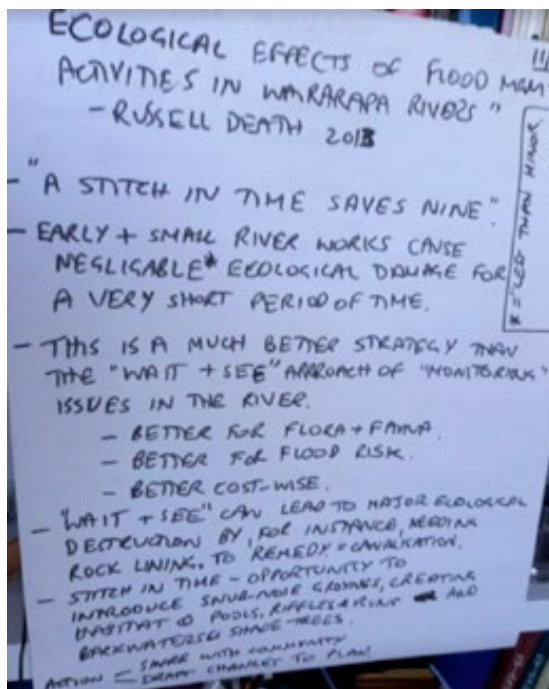 ECOLOGICAL EFFECTS OF FLOOD MGMT
ACTIVITIES IN WAIRARAPA RIVERS"
- RUSSELL DEATH 2013
- "A STITCH IN TIME SAVES NINE".
- EARLY + SMALL RIVER WORKS CAUSE
NEGLIGABLE* ECOLOGICAL DAMAGE FOR
A VERY SHORT PERIOD OF TIME.
* = "LESS THAN MINOR
- THIS IS A MUCH BETTER STRATEGY THAN
THE "WAIT + SEE" APPROACH OF "MONITORING"
ISSUES IN THE RIVER.
- BETTER FOR FLORA + FAUNA.
- BETTER FOR FLOOD RISK.
- BETTER COST-WISE.
- "WAIT + SEE" CAN LEAD TO MAJOR ECOLOGICAL
DESTRUCTION BY, FOR INSTANCE, NEEDING
ROCK LINING. TO REMEDY = CANALISATION.
- STITCH IN TIME - OPPORTUNITY TO
INTRODUCE SNUB-NOSE GROYNES, CREATING
HABITAT POOLS, RIFFLES & RUNS AND
BACKWATERS & SHADE-TREES.
ACTION SHARE WITH COMMUNITY
DRAFT CHANGES TO PLAN